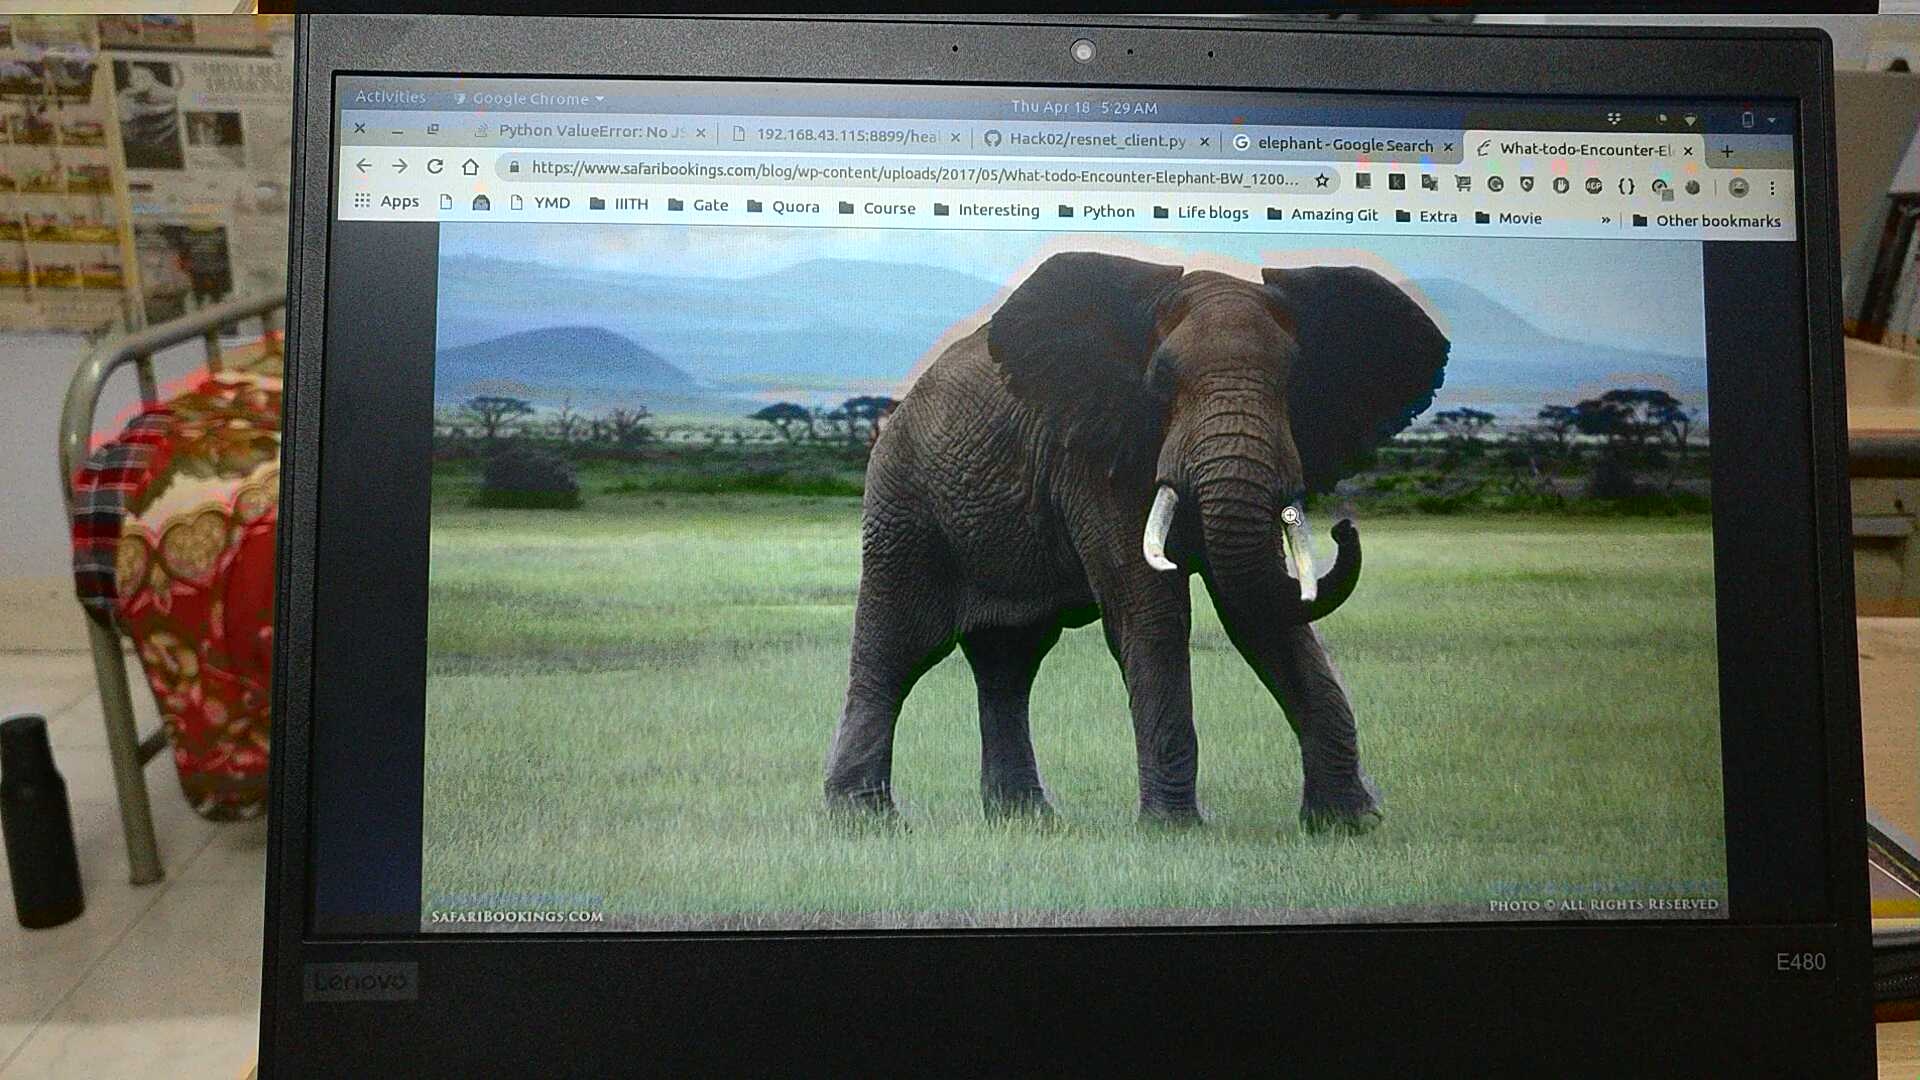 Activities Google Chrome Thu Apr 18 5:29 AM
Python ValueError: No JS 192.168.43.115:8899/heal Hack02/resnet_client.py elephant - Google Search What-todo-Encounter-El
https://www.safaribookings.com/blog/wp-content/uploads/2017/05/What-todo-Encounter-Elephant-BW_1200...
Apps YMD IIITH Gate Quora Course Interesting Python Life blogs Amazing Git Extra Movie » Other bookmarks
SAFARIBOOKINGS.COM
PHOTO © ALL RIGHTS RESERVED
Lenovo
E480